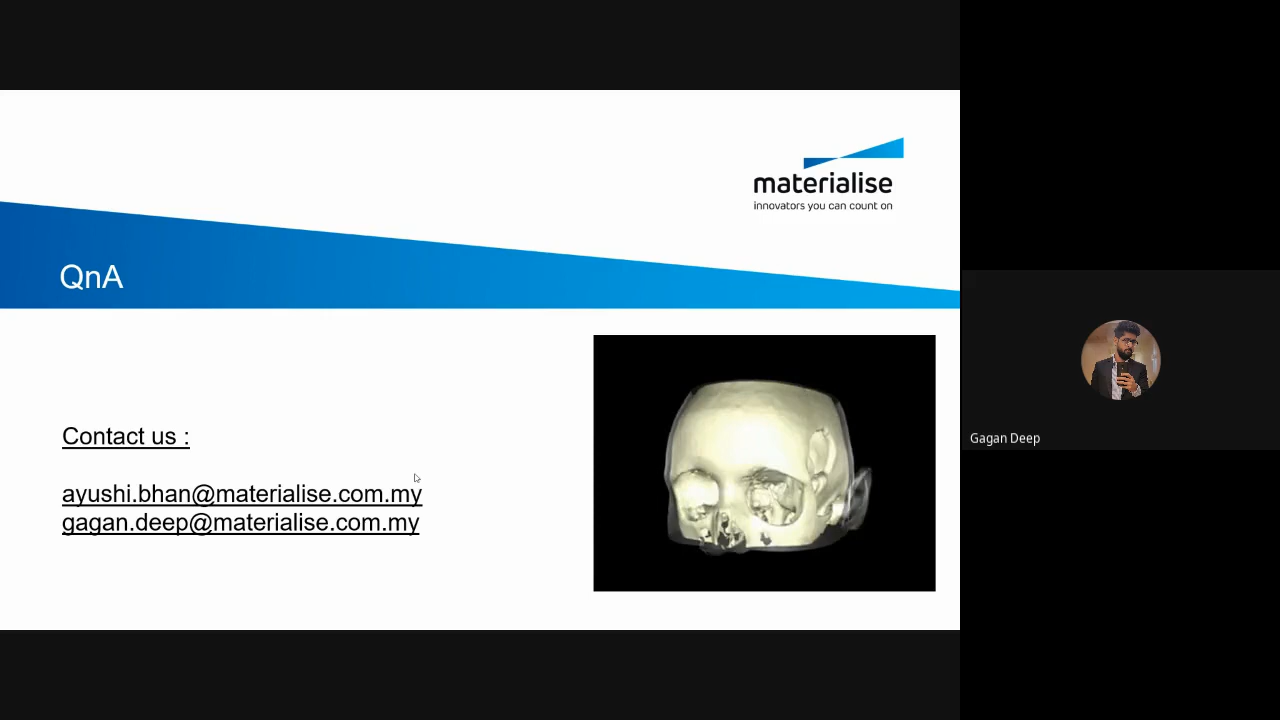 materialise
innovators you can count on
QnA
Contact us :
ayushi.bhan@materialise.com.my
gagan.deep@materialise.com.my
Gagan Deep